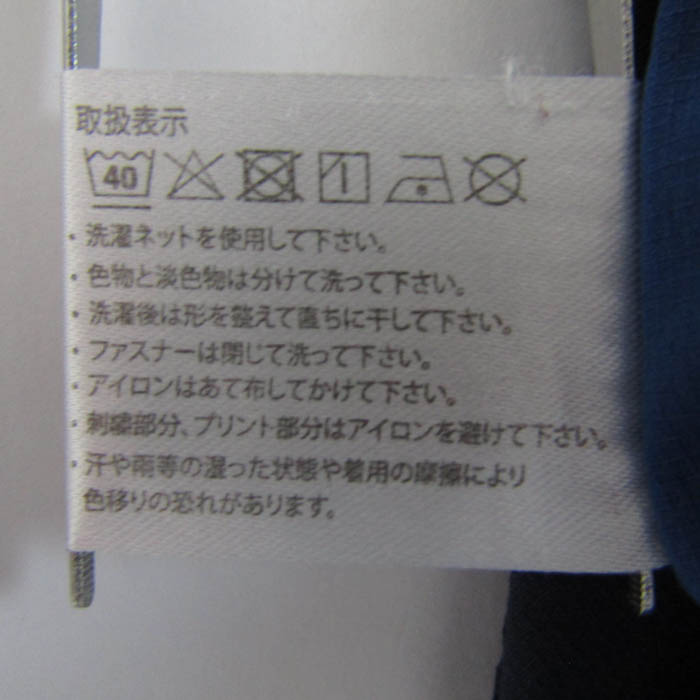 取扱表示
40
・洗濯ネットを使用して下さい。
・色物と淡色物は分けて洗って下さい。
・洗濯後は形を整えて直ちに干して下さい。
・ファスナーは閉じて洗って下さい。
・アイロンはあて布してかけて下さい。
・刺繍部分、プリント部分はアイロンを避けて下さい。
・汗や雨等の湿った状態や着用の摩擦により
色移りの恐れがあります。